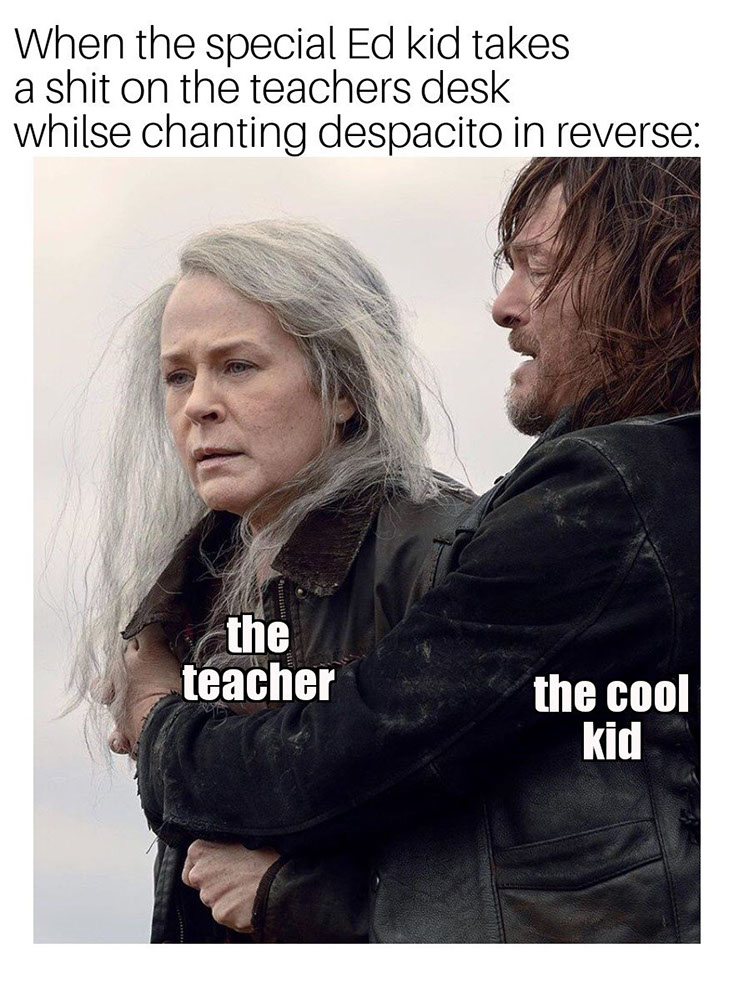 When the special Ed kid takes
a shit on the teachers desk
whilse chanting despacito in reverse:
the
teacher
the cool
kid